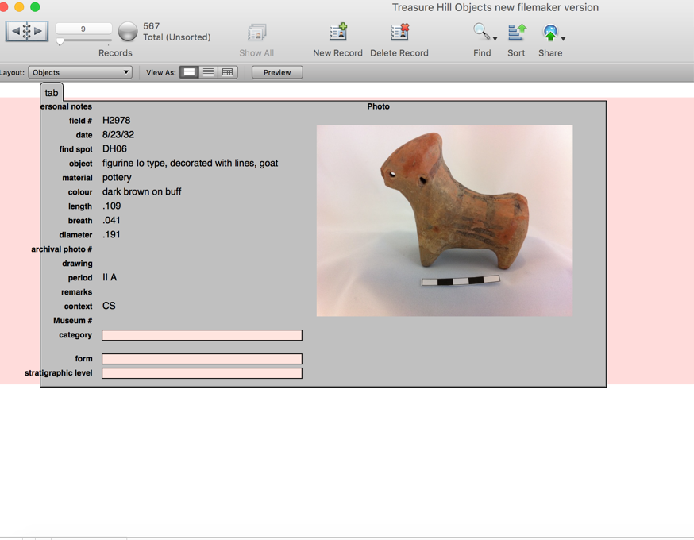 Treasure Hill Objects new filemaker version
9
567
Total (Unsorted)
Records
Show All
New Record
Delete Record
Find
Sort
Share
Layout: Objects
View As:
Preview
tab
ersonal notes
Photo
field # H2978
date 8/23/32
find spot DH06
object figurine Io type, decorated with lines, goat
material pottery
colour dark brown on buff
length .109
breath .041
diameter .191
archival photo #
drawing
period II A
remarks
context CS
Museum #
category
form
stratigraphic level